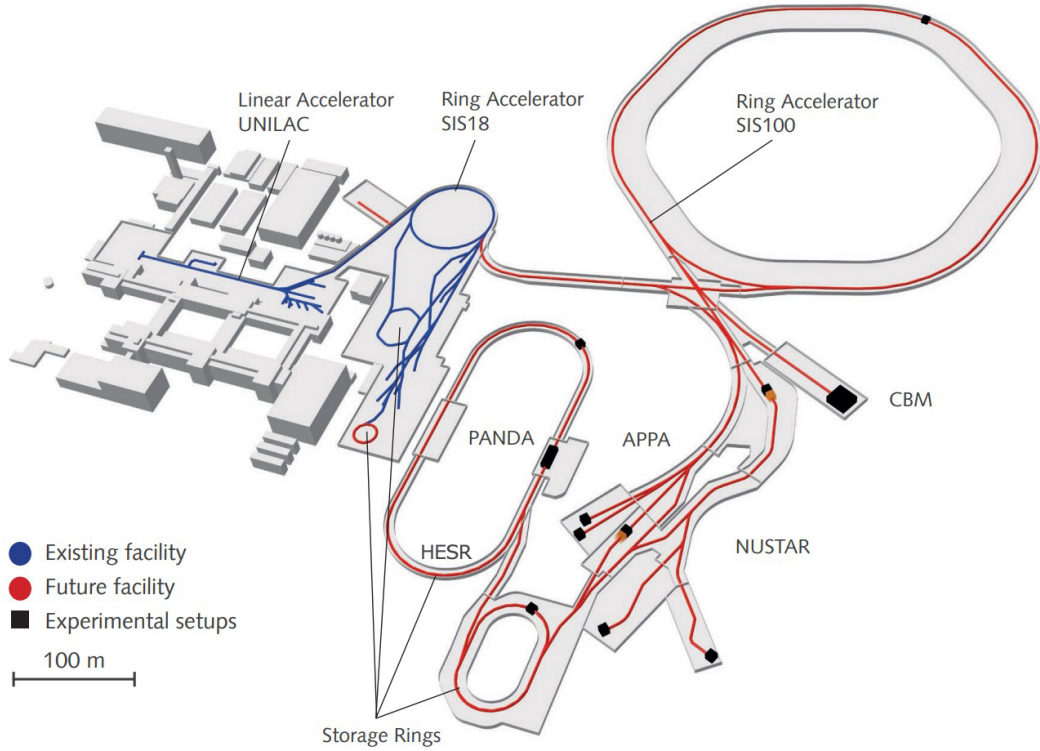 Linear Accelerator
UNILAC
Ring Accelerator
SIS18
Ring Accelerator
SIS100
CBM
PANDA
APPA
HESR
NUSTAR
Existing facility
Future facility
Experimental setups
100 m
Storage Rings